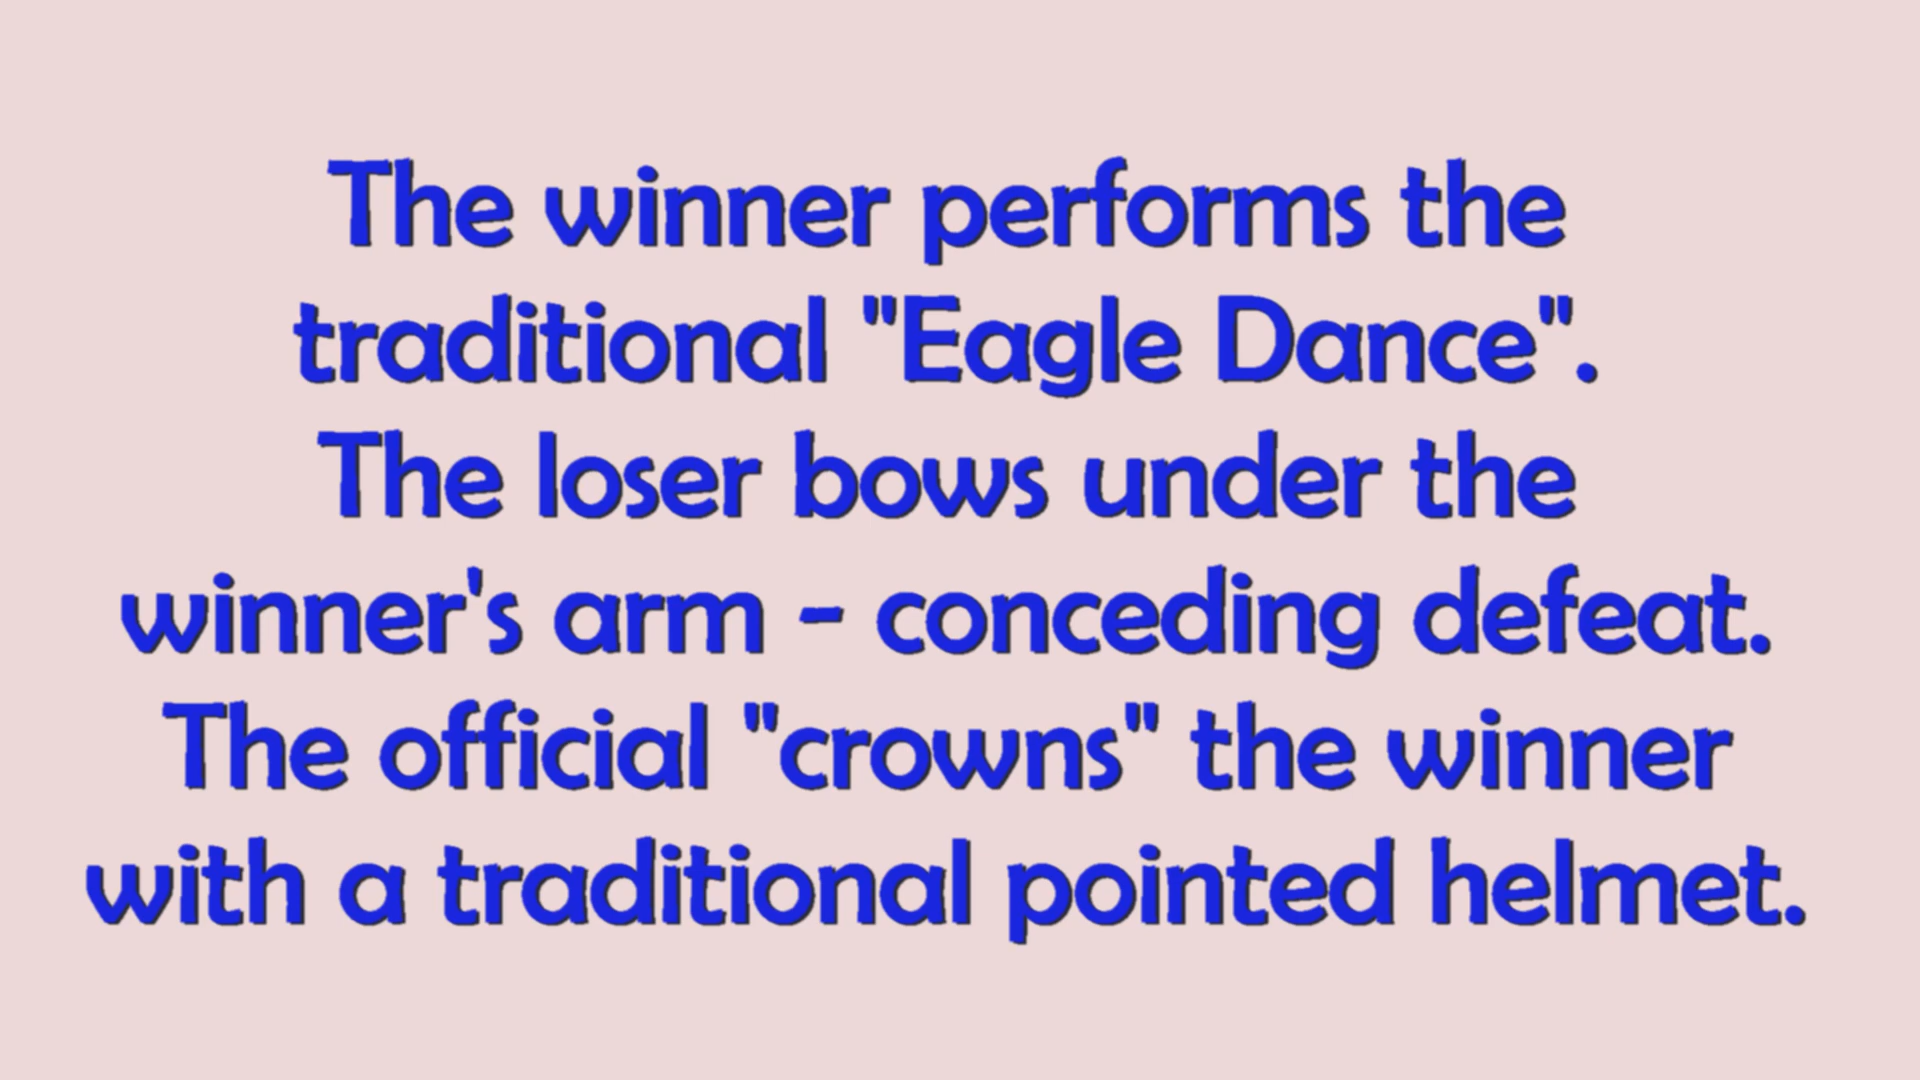 The winner performs the
traditional "Eagle Dance".
The loser bows under the
winner's arm - conceding defeat.
The official "crowns" the winner
with a traditional pointed helmet.